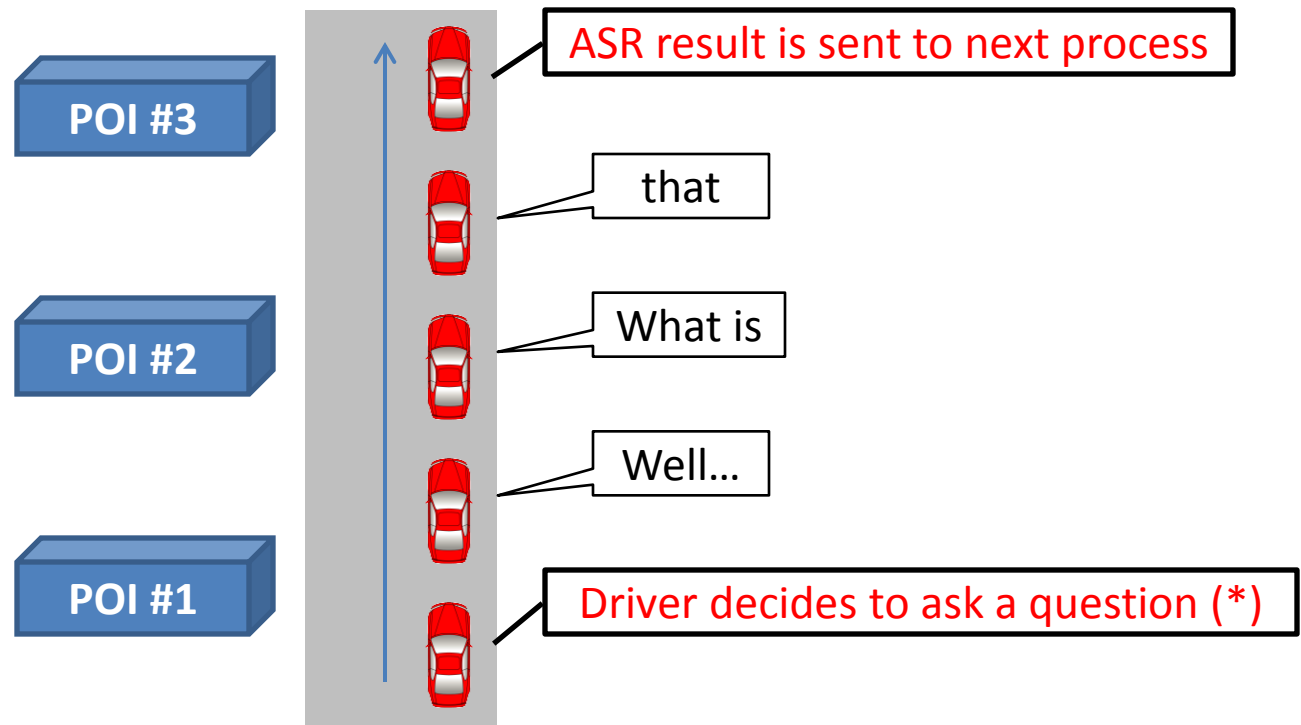 ASR result is sent to next process
POI #3
that
What is
POI #2
Well...
POI #1
Driver decides to ask a question (*)